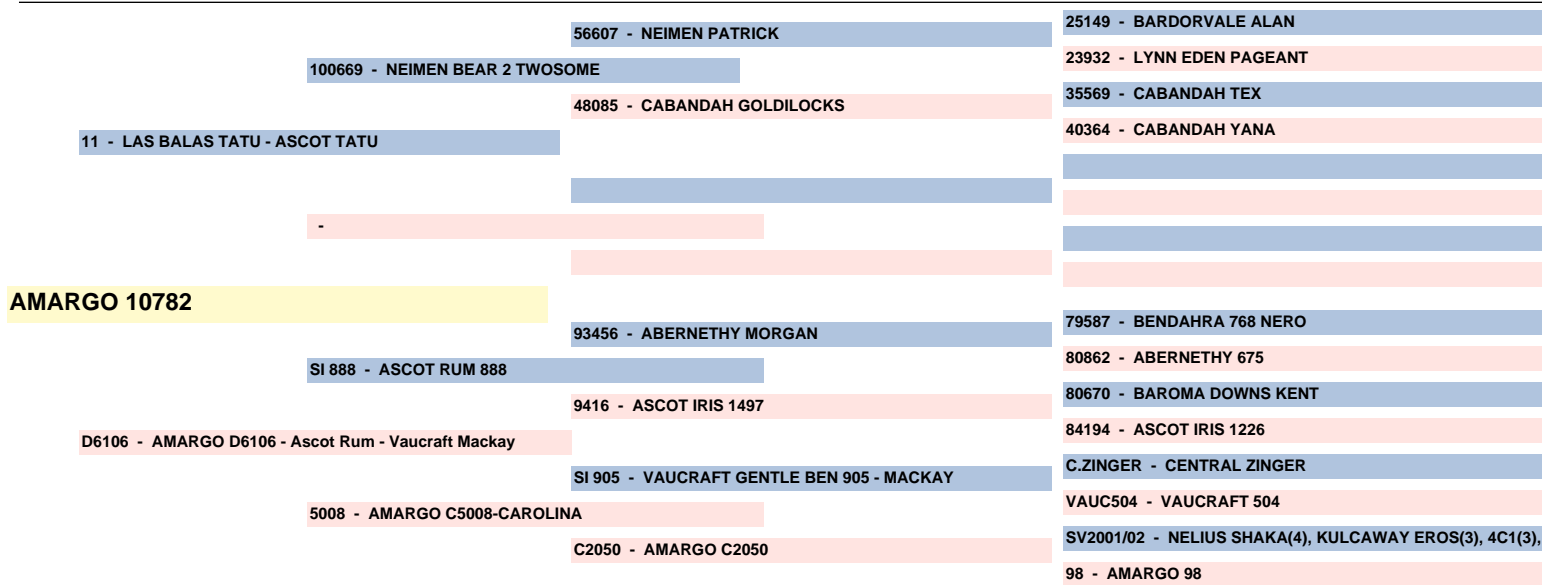 25149 - BARDORVALE ALAN
56607 - NEIMEN PATRICK
23932 - LYNN EDEN PAGEANT
100669 - NEIMEN BEAR 2 TWOSOME
35569 - CABANDAH TEX
48085 - CABANDAH GOLDILOCKS
40364 - CABANDAH YANA
11 - LAS BALAS TATU - ASCOT TATU
-
AMARGO 10782
79587 - BENDAHRA 768 NERO
93456 - ABERNETHY MORGAN
80862 - ABERNETHY 675
SI 888 - ASCOT RUM 888
80670 - BAROMA DOWNS KENT
9416 - ASCOT IRIS 1497
84194 - ASCOT IRIS 1226
D6106 - AMARGO D6106 - Ascot Rum - Vaucraft Mackay
C.ZINGER - CENTRAL ZINGER
SI 905 - VAUCRAFT GENTLE BEN 905 - MACKAY
VAUC504 - VAUCRAFT 504
5008 - AMARGO C5008-CAROLINA
SV2001/02 - NELIUS SHAKA(4), KULCAWAY EROS(3), 4C1(3),
C2050 - AMARGO C2050
98 - AMARGO 98